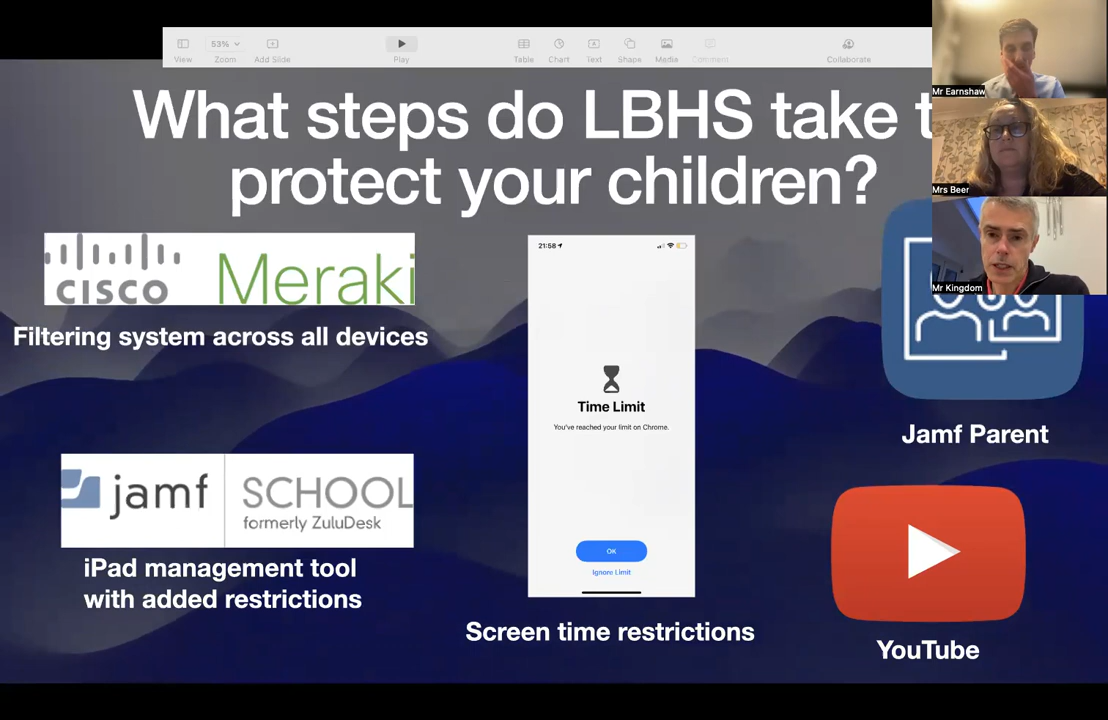 53%
View
Zoom
Add Slide
Play
Table
Chart
Text
Shape
Media
Comment
Collaborate
Mr Earnshaw
Mrs Beer
Mr Kingdom
What steps do LBHS take t
protect your children?
CISCO Meraki
Filtering system across all devices
21:58
Time Limit
You've reached your limit on Chrome.
OK
Ignore Limit
Jamf Parent
jamf SCHOOL
formerly ZuluDesk
iPad management tool
with added restrictions
Screen time restrictions
YouTube